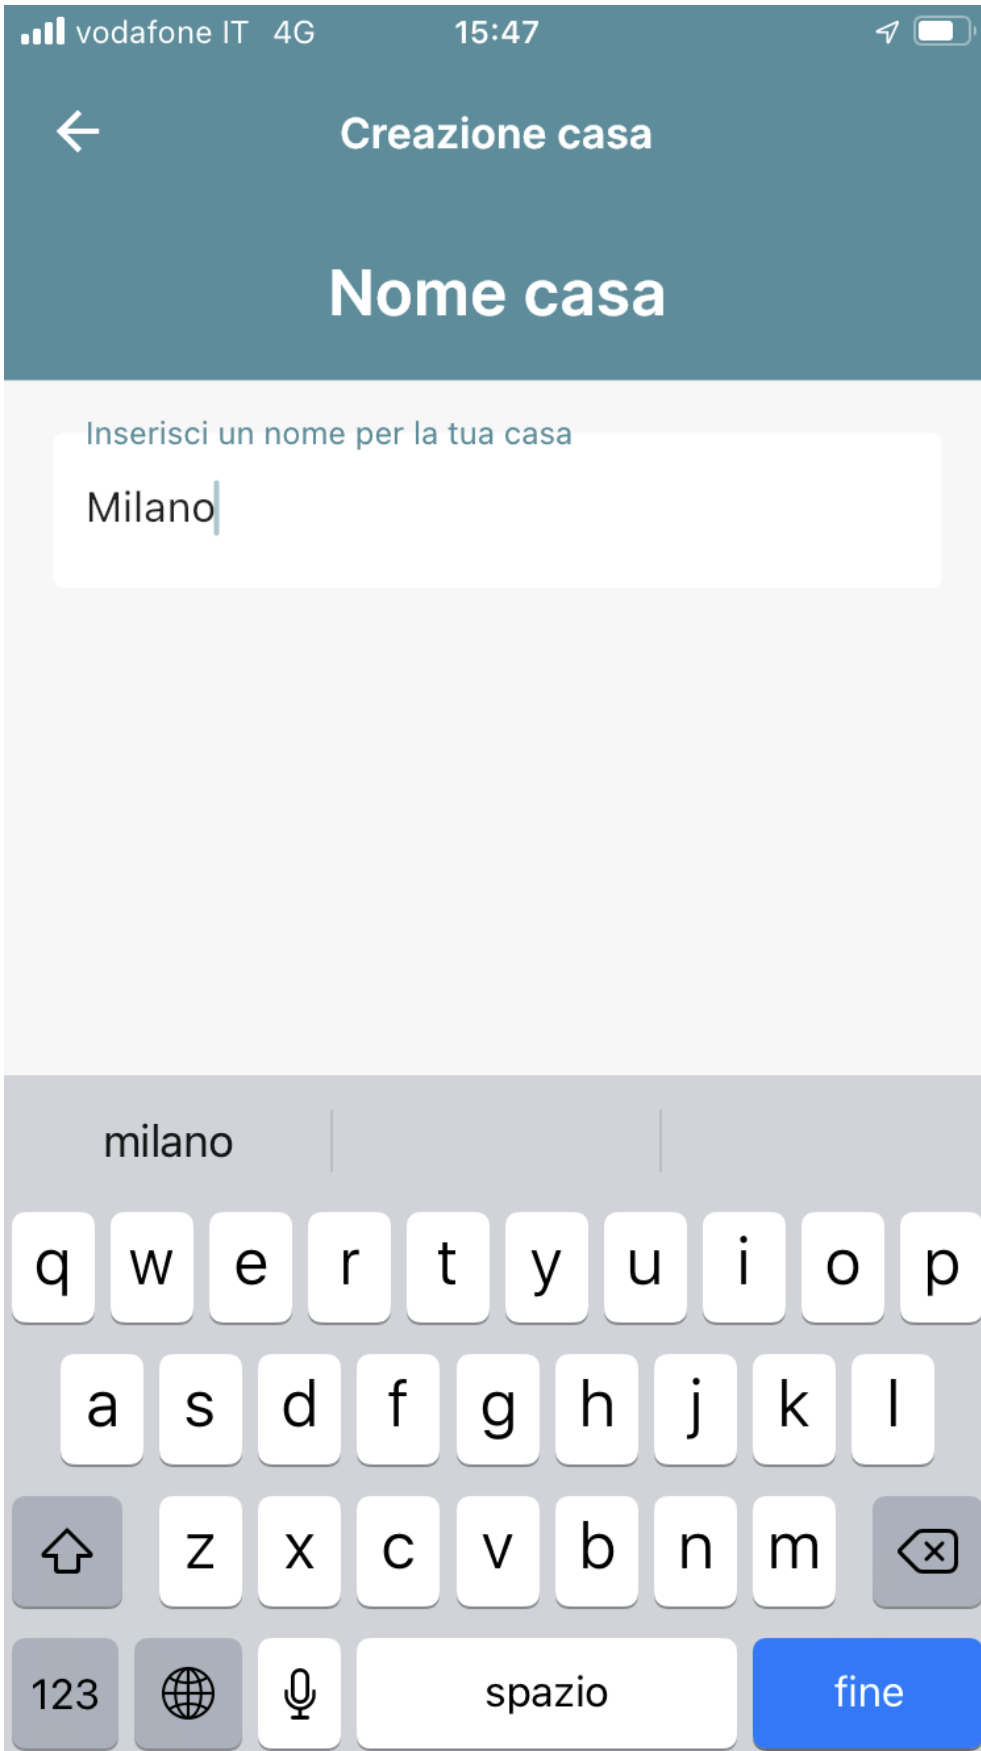 vodafone IT 4G 15:47
Creazione casa
Nome casa
Inserisci un nome per la tua casa
Milano
milano
q w e r t y u i o p
a s d f g h j k l
z x c v b n m
123 spazio fine